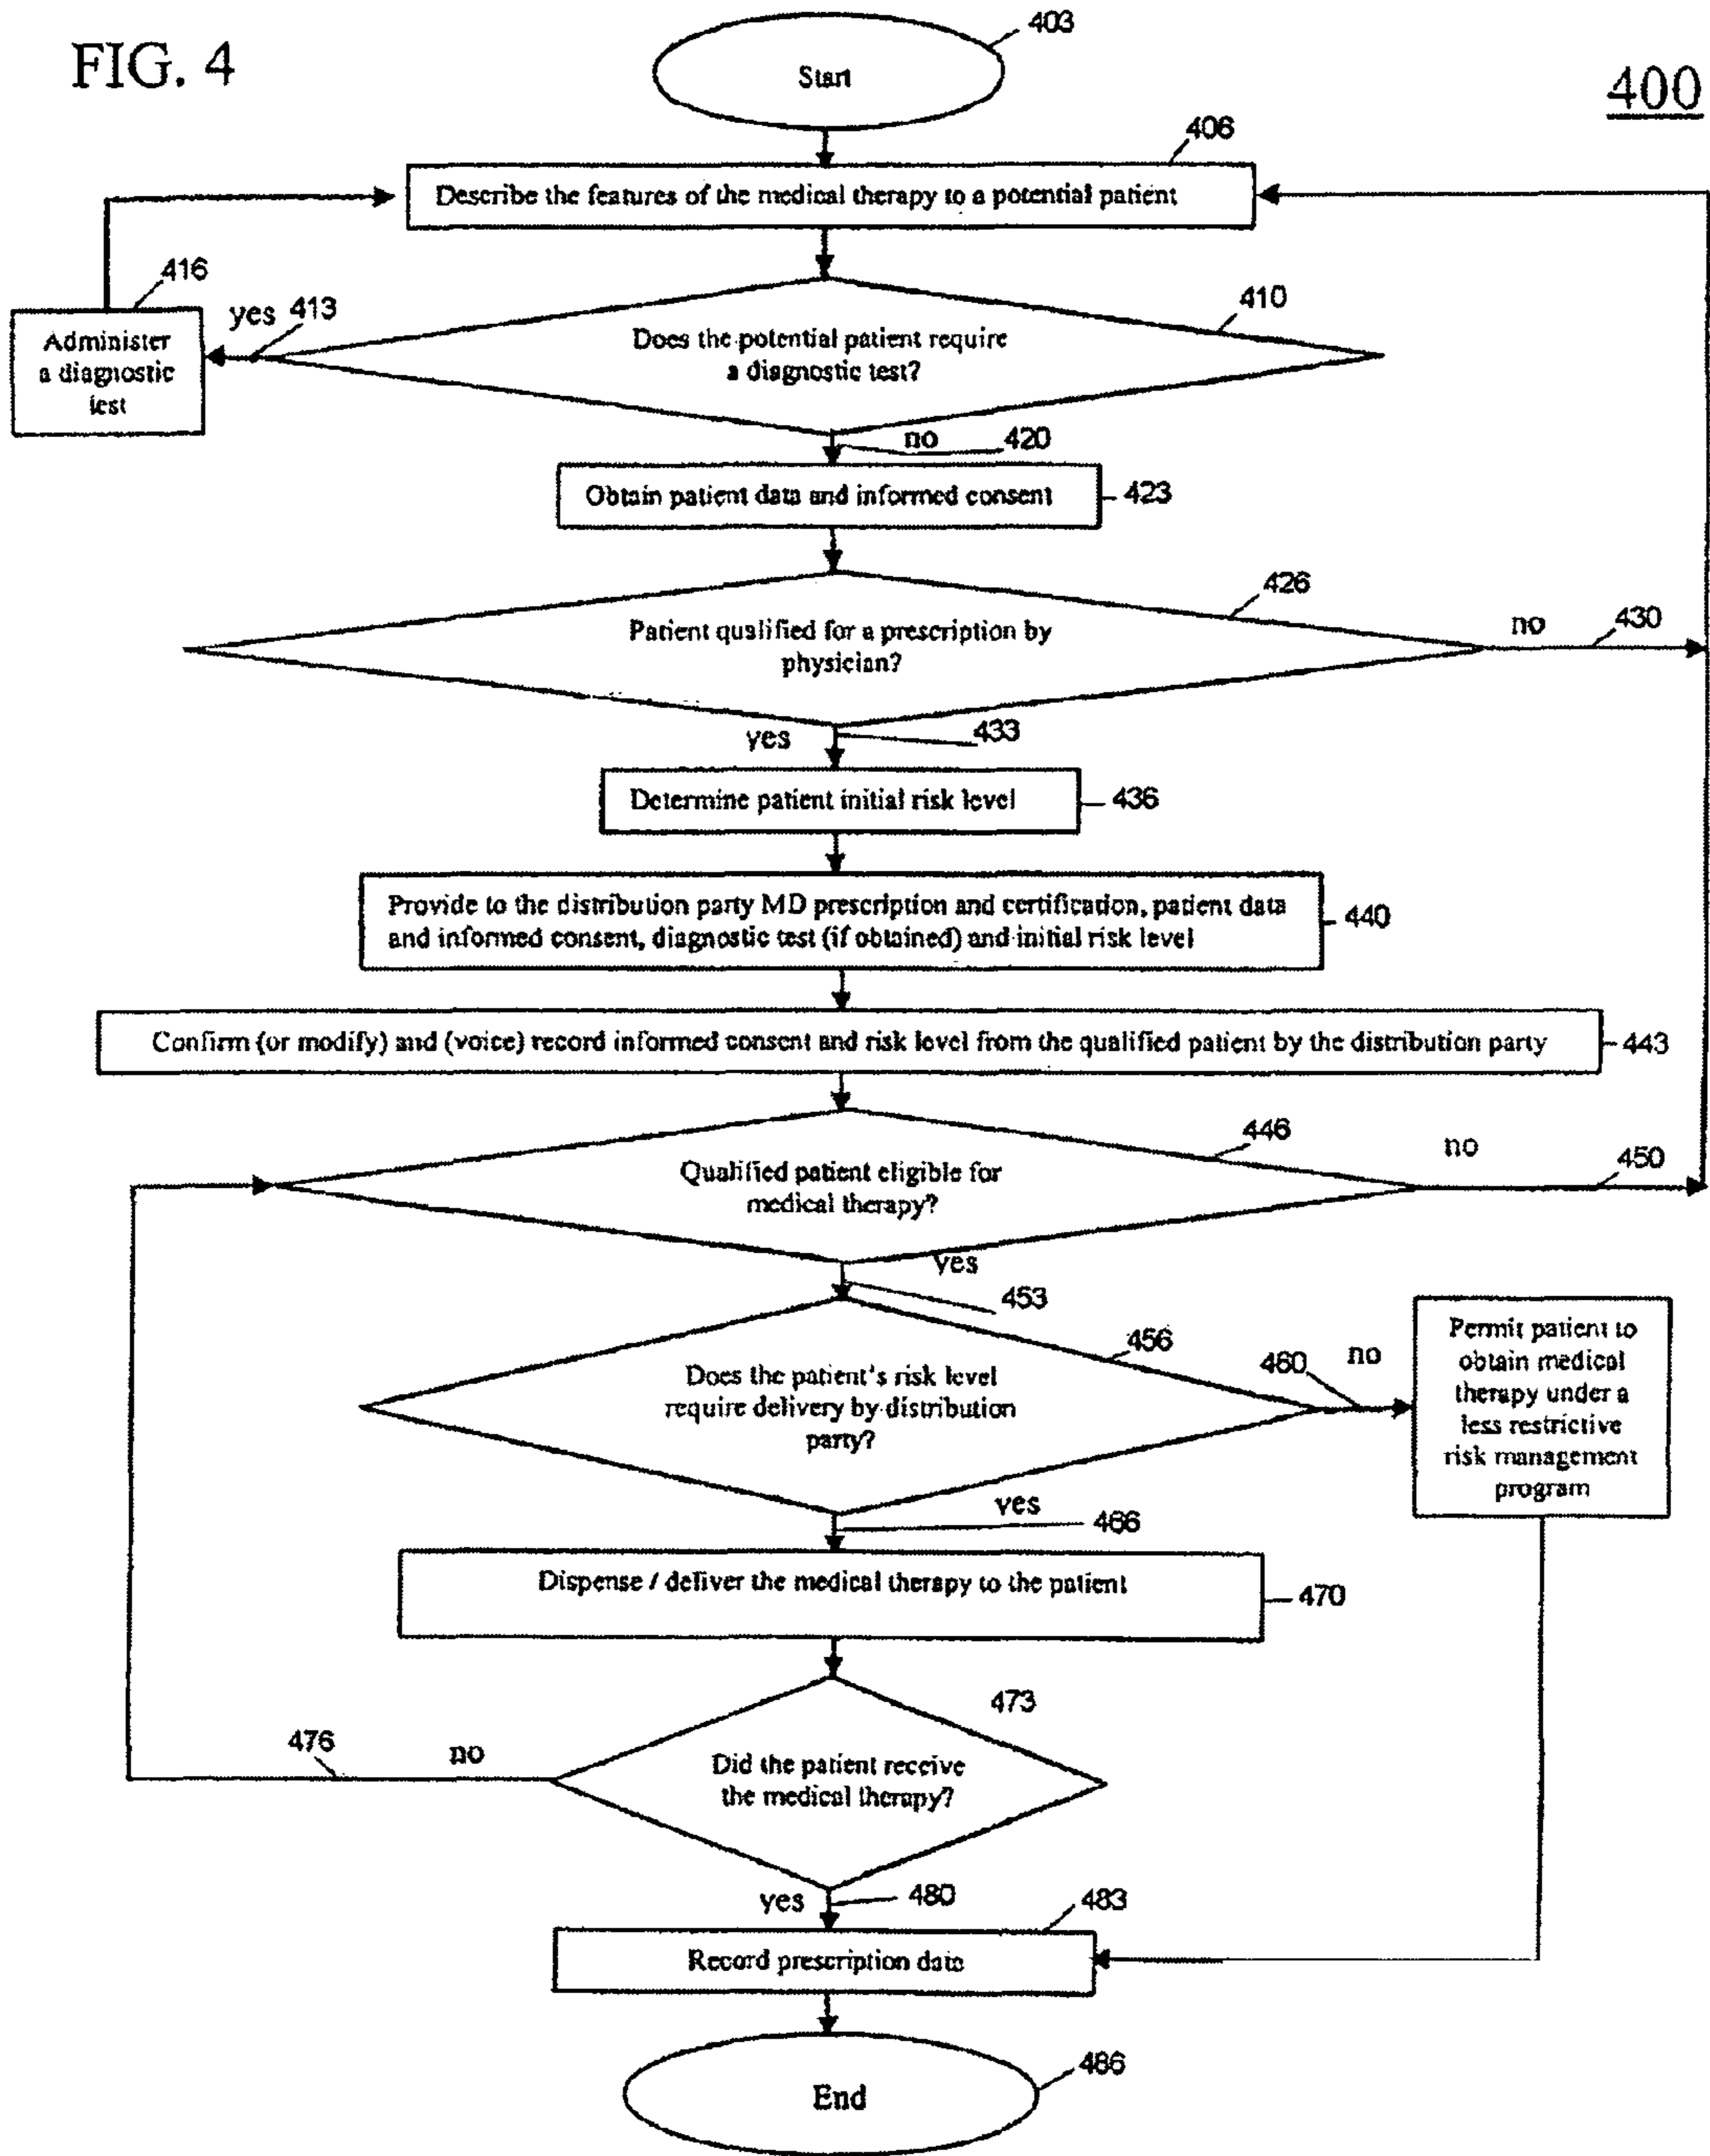 FIG. 4
400
403
Start
406
Describe the features of the medical therapy to a potential patient
416
yes
413
410
Administer
a diagnostic
test
Does the potential patient require
a diagnostic test?
no
420
Obtain patient data and informed consent
423
426
Patient qualified for a prescription by
physician?
no
430
yes
433
Determine patient initial risk level
436
Provide to the distribution party MD prescription and certification, patient data
and informed consent, diagnostic test (if obtained) and initial risk level
440
Confirm (or modify) and (voice) record informed consent and risk level from the qualified patient by the distribution party
443
446
no
450
Qualified patient eligible for
medical therapy?
yes
453
456
460
no
Does the patient's risk level
require delivery by distribution
party?
Permit patient to
obtain medical
therapy under a
less restrictive
risk management
program
yes
466
Dispense / deliver the medical therapy to the patient
470
473
476
no
Did the patient receive
the medical therapy?
yes
480
483
Record prescription data
486
End